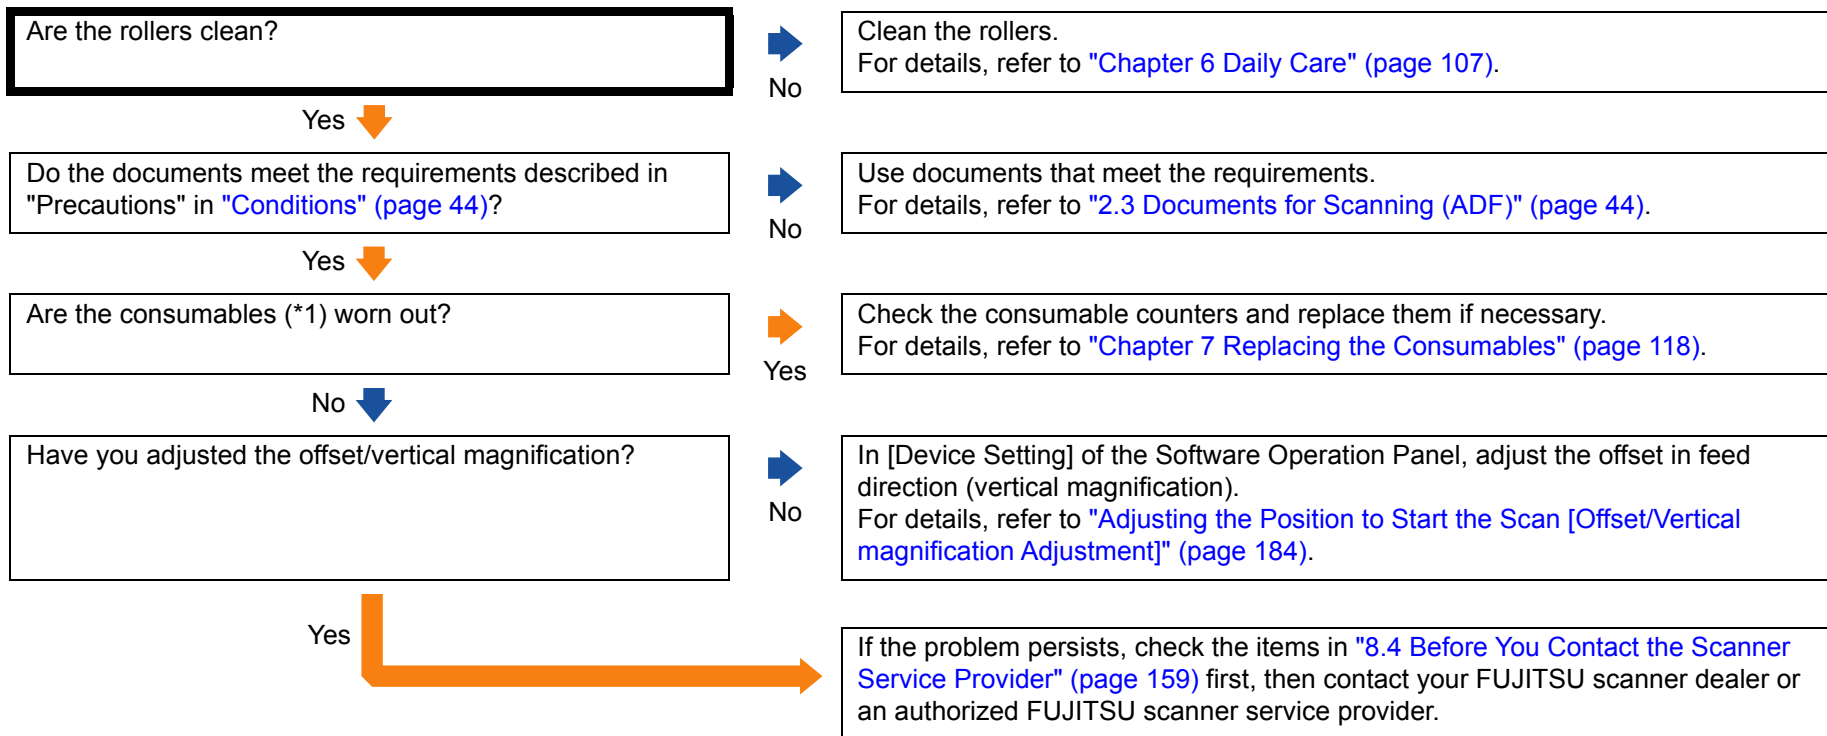 Are the rollers clean?
No
Clean the rollers.
For details, refer to "Chapter 6 Daily Care" (page 107).
Yes
Do the documents meet the requirements described in
"Precautions" in "Conditions" (page 44)?
No
Use documents that meet the requirements.
For details, refer to "2.3 Documents for Scanning (ADF)" (page 44).
Yes
Are the consumables (*1) worn out?
Yes
Check the consumable counters and replace them if necessary.
For details, refer to "Chapter 7 Replacing the Consumables" (page 118).
No
Have you adjusted the offset/vertical magnification?
No
In [Device Setting] of the Software Operation Panel, adjust the offset in feed
direction (vertical magnification).
For details, refer to "Adjusting the Position to Start the Scan [Offset/Vertical
magnification Adjustment]" (page 184).
Yes
If the problem persists, check the items in "8.4 Before You Contact the Scanner
Service Provider" (page 159) first, then contact your FUJITSU scanner dealer or
an authorized FUJITSU scanner service provider.